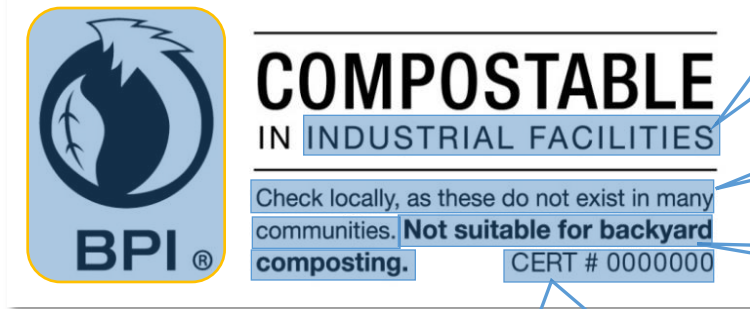 COMPOSTABLE
IN INDUSTRIAL FACILITIES
Check locally, as these do not exist in many
communities. Not suitable for backyard
composting. CERT # 0000000
BPI ®